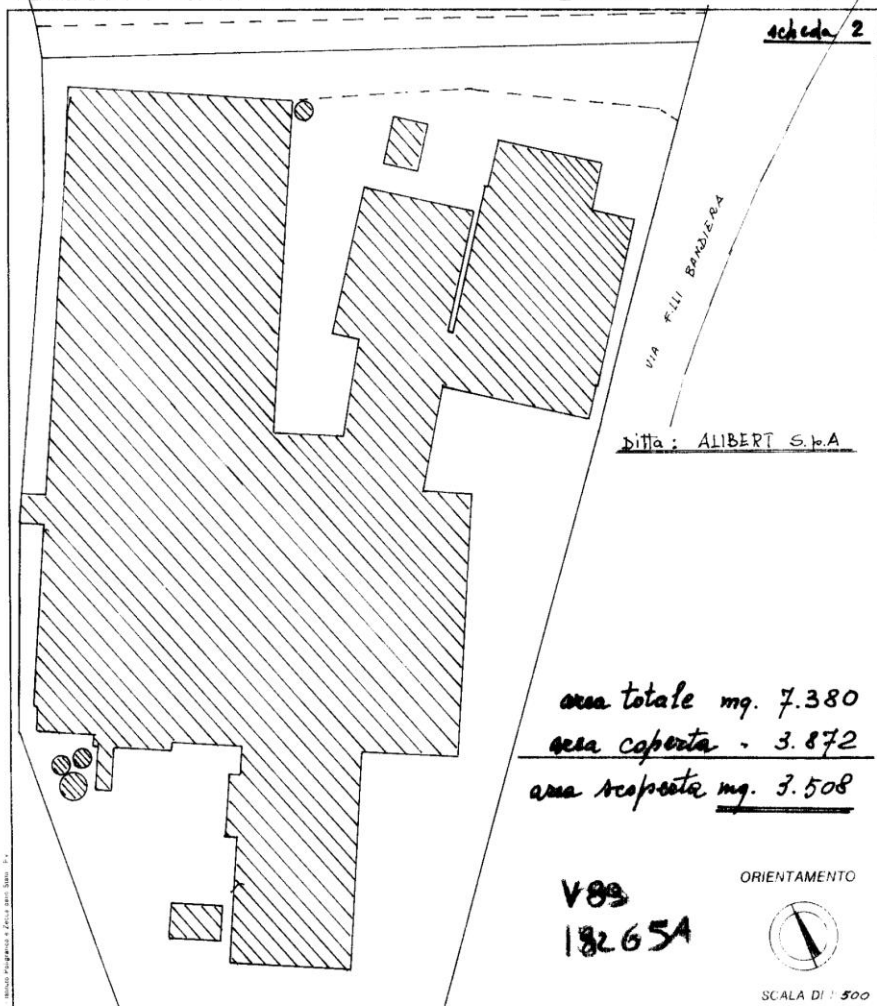 scheda 2
VIA F.LLI BANDIERA
Ditta: ALIBERT S.p.A
area totale mq. 7.380
area coperta " 3.872
area scoperta mq. 3.508
V89
18265A
ORIENTAMENTO
SCALA DI 1: 500